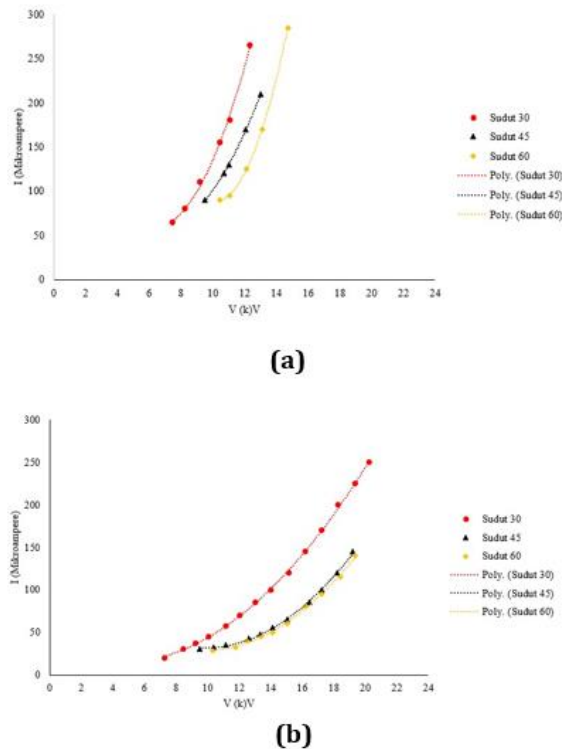 300
250
200
150
100
50
0
I (Mikroampere)
0 2 4 6 8 10 12 14 16 18 20 22 24
V (k)V
Sudut 30
Sudut 45
Sudut 60
Poly. (Sudut 30)
Poly. (Sudut 45)
Poly. (Sudut 60)
(a)
300
250
200
150
100
50
0
I (Mikroampere)
0 2 4 6 8 10 12 14 16 18 20 22 24
V (k)V
Sudut 30
Sudut 45
Sudut 60
Poly. (Sudut 30)
Poly. (Sudut 45)
Poly. (Sudut 60)
(b)